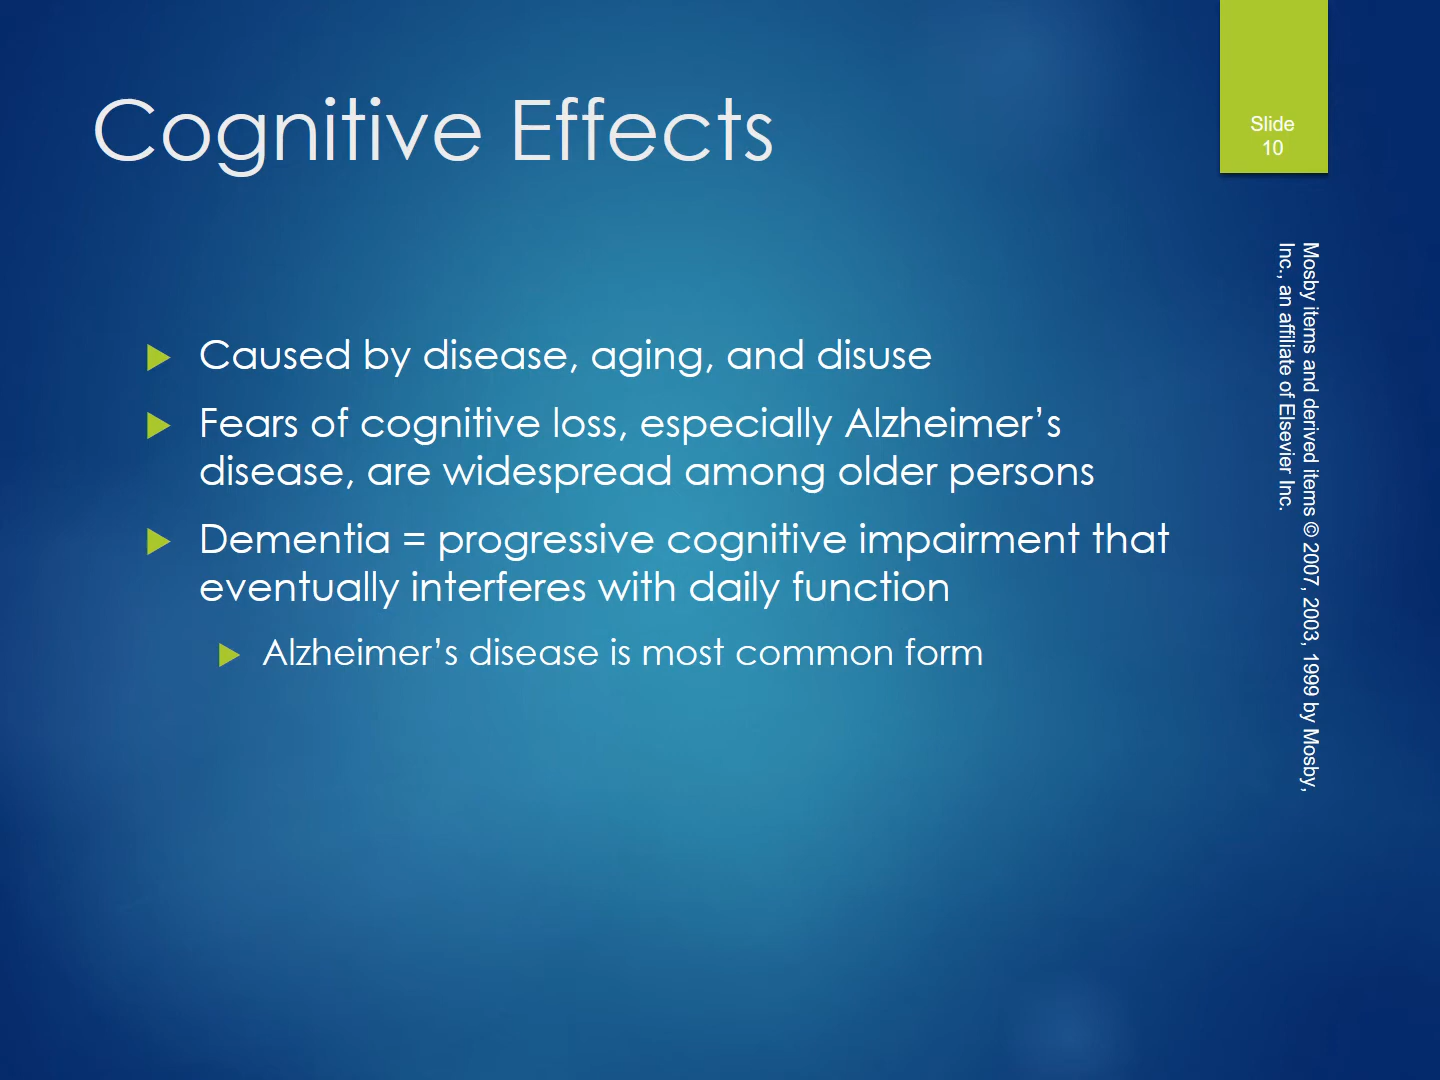 Cognitive Effects
Slide
10
Caused by disease, aging, and disuse
Fears of cognitive loss, especially Alzheimer’s
disease, are widespread among older persons
Dementia = progressive cognitive impairment that
eventually interferes with daily function
Alzheimer’s disease is most common form
Mosby items and derived items © 2007, 2003, 1999 by Mosby,
Inc., an affiliate of Elsevier Inc.